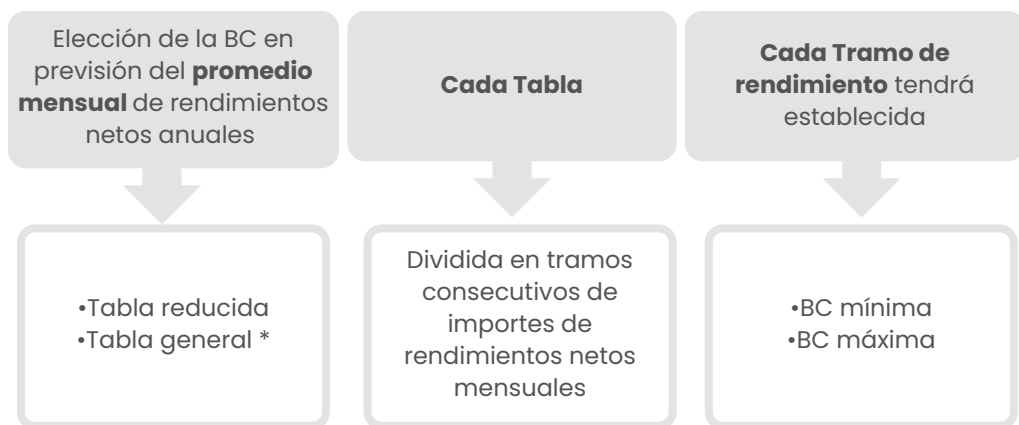 Elección de la BC en
previsión del promedio
mensual de rendimientos
netos anuales
•Tabla reducida
•Tabla general *
Cada Tabla
Dividida en tramos
consecutivos de
importes de
rendimientos netos
mensuales
Cada Tramo de
rendimiento tendrá
establecida
•BC mínima
•BC máxima